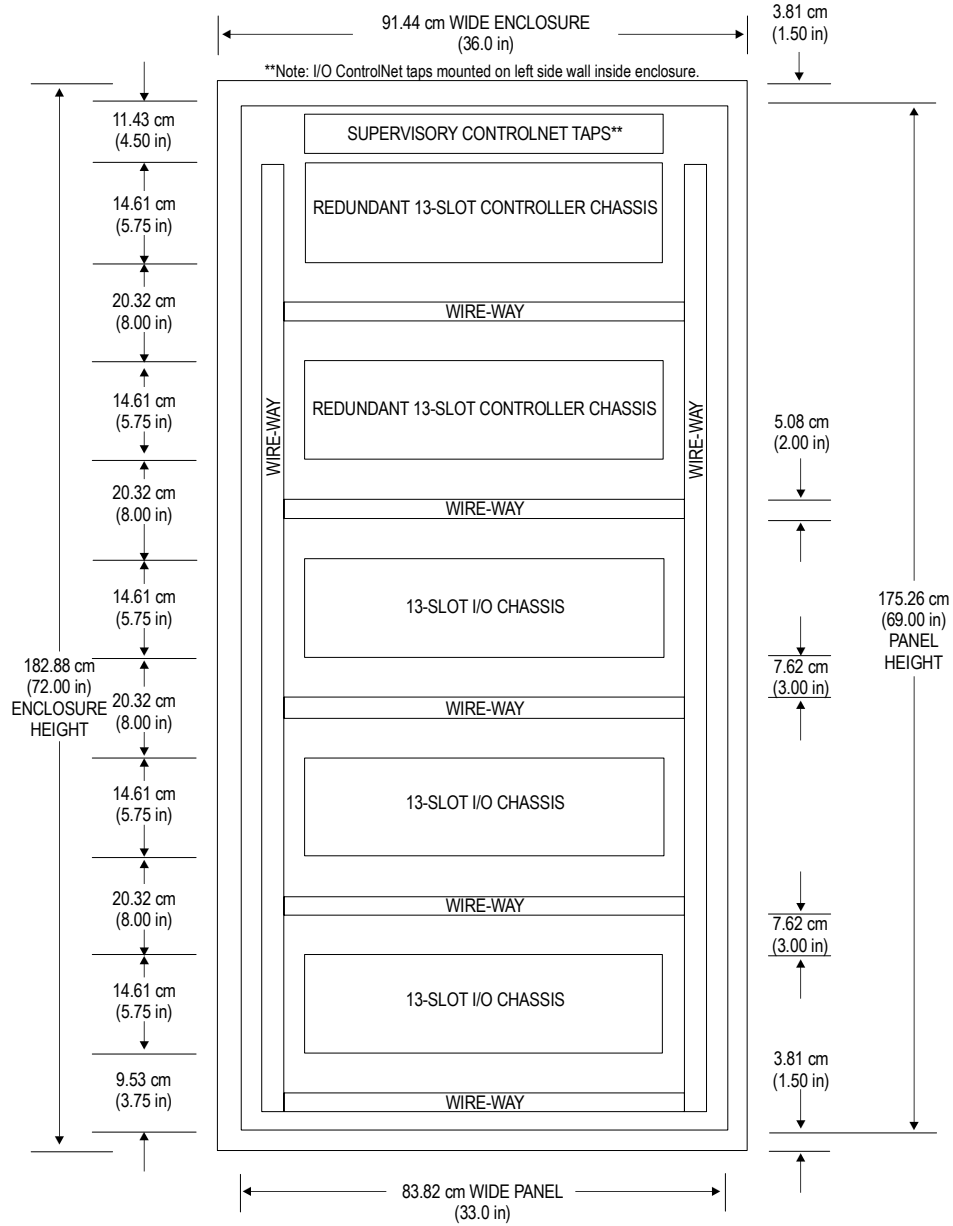 91.44 cm WIDE ENCLOSURE
(36.0 in)
3.81 cm
(1.50 in)
**Note: I/O ControlNet taps mounted on left side wall inside enclosure.
11.43 cm
(4.50 in)
SUPERVISORY CONTROLNET TAPS**
14.61 cm
(5.75 in)
REDUNDANT 13-SLOT CONTROLLER CHASSIS
20.32 cm
(8.00 in)
WIRE-WAY
14.61 cm
(5.75 in)
REDUNDANT 13-SLOT CONTROLLER CHASSIS
WIRE-WAY
WIRE-WAY
5.08 cm
(2.00 in)
20.32 cm
(8.00 in)
WIRE-WAY
14.61 cm
(5.75 in)
13-SLOT I/O CHASSIS
175.26 cm
(69.00 in)
PANEL
HEIGHT
182.88 cm
(72.00 in)
ENCLOSURE
HEIGHT
20.32 cm
(8.00 in)
WIRE-WAY
7.62 cm
(3.00 in)
14.61 cm
(5.75 in)
13-SLOT I/O CHASSIS
20.32 cm
(8.00 in)
WIRE-WAY
7.62 cm
(3.00 in)
14.61 cm
(5.75 in)
13-SLOT I/O CHASSIS
9.53 cm
(3.75 in)
WIRE-WAY
3.81 cm
(1.50 in)
83.82 cm WIDE PANEL
(33.0 in)